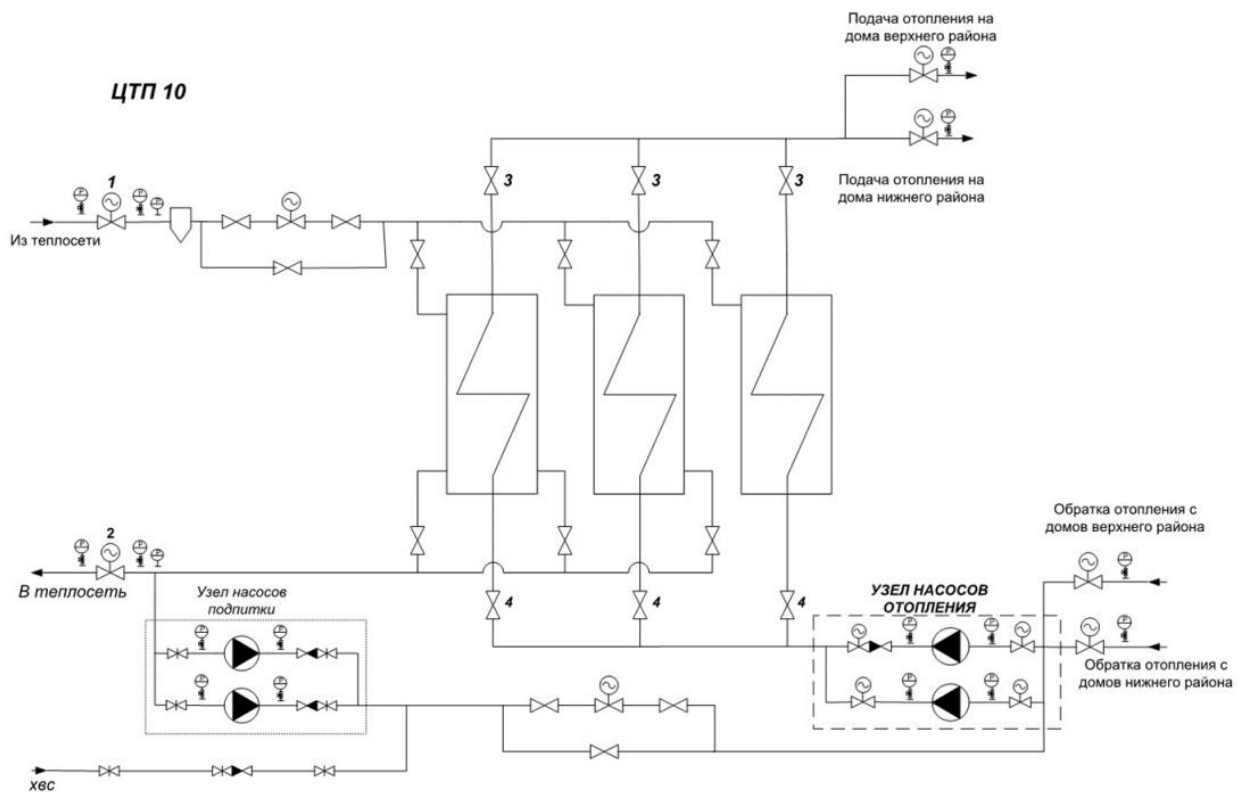 Подача отопления на
дома верхнего района
ЦТП 10
P
P
1
3
3
3
Подача отопления на
дома нижнего района
P
P
P
Из теплосети
2
P
P
P
В теплосеть
Узел насосов
подпитки
4
4
4
Обратка отопления с
домов верхнего района
УЗЕЛ НАСОСОВ
ОТОПЛЕНИЯ
P
P
P
P
P
P
P
Обратка отопления с
домов нижнего района
P
P
P
хвс